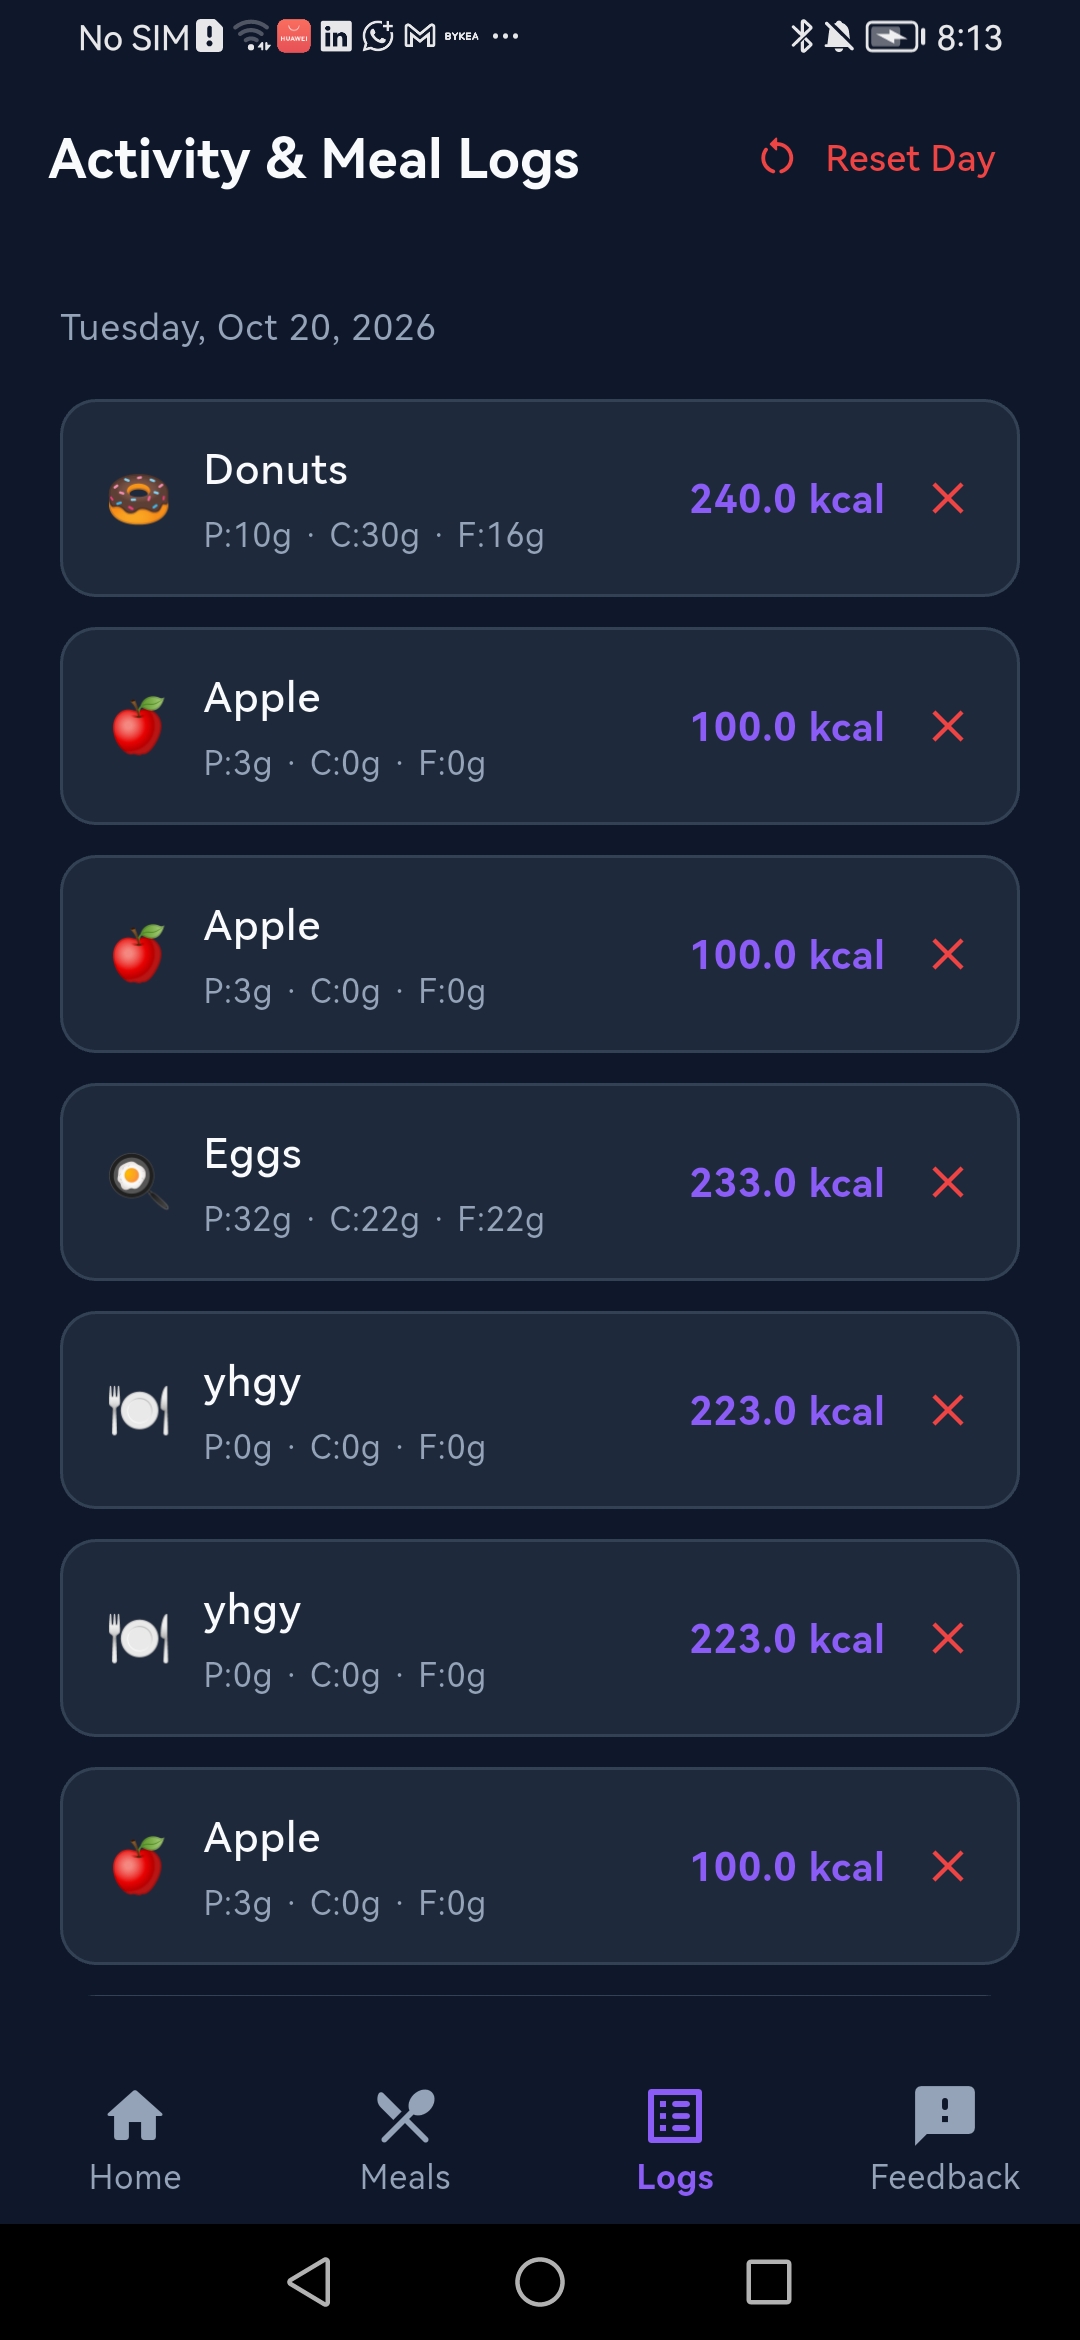 No SIM HUAWEI in BYKEA 8:13
Activity & Meal Logs
Reset Day
Tuesday, Oct 20, 2026
Donuts
P:10g · C:30g · F:16g
240.0 kcal
Apple
P:3g · C:0g · F:0g
100.0 kcal
Apple
P:3g · C:0g · F:0g
100.0 kcal
Eggs
P:32g · C:22g · F:22g
233.0 kcal
yhgy
P:0g · C:0g · F:0g
223.0 kcal
yhgy
P:0g · C:0g · F:0g
223.0 kcal
Apple
P:3g · C:0g · F:0g
100.0 kcal
Home
Meals
Logs
Feedback